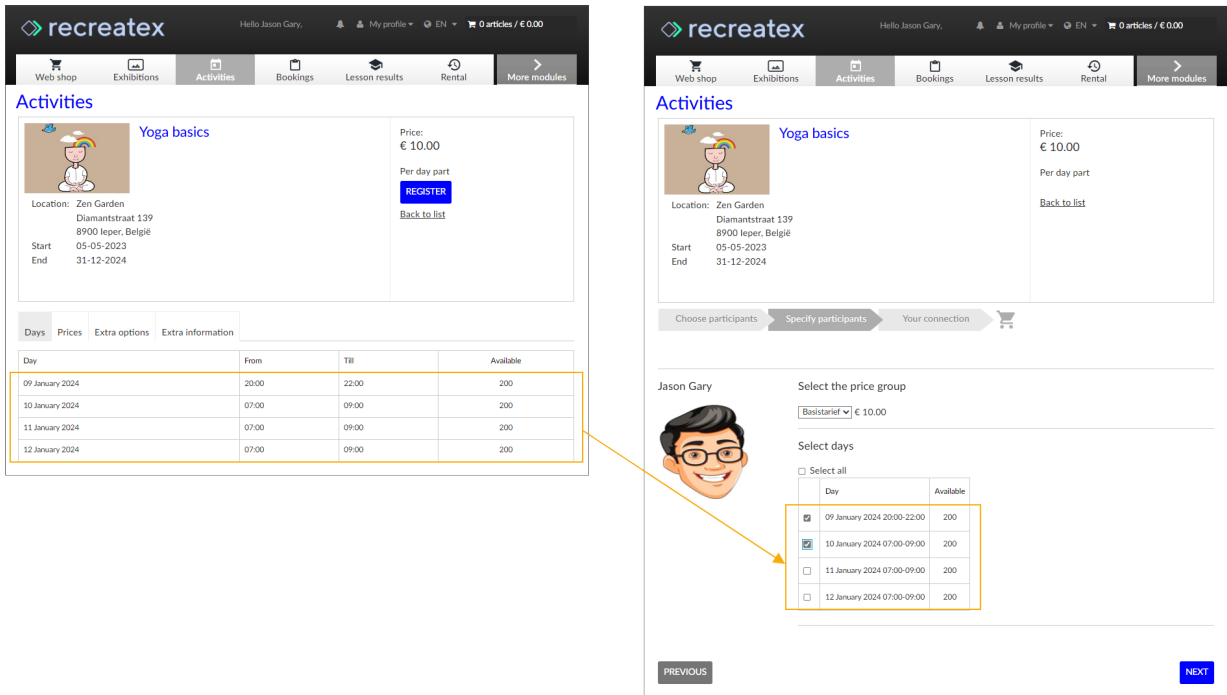 recreatex
Hello Jason Gary, My profile EN 0 articles / € 0.00
Web shop Exhibitions Activities Bookings Lesson results Rental More modules
Activities
Yoga basics
Location: Zen Garden
Diamantstraat 139
8900 Ieper, België
Start 05-05-2023
End 31-12-2024
Price:
€ 10.00
Per day part
REGISTER
Back to list
Days Prices Extra options Extra information
Day From Till Available
09 January 2024 20:00 22:00 200
10 January 2024 07:00 09:00 200
11 January 2024 07:00 09:00 200
12 January 2024 07:00 09:00 200
recreatex
Hello Jason Gary, My profile EN 0 articles / € 0.00
Web shop Exhibitions Activities Bookings Lesson results Rental More modules
Activities
Yoga basics
Location: Zen Garden
Diamantstraat 139
8900 Ieper, België
Start 05-05-2023
End 31-12-2024
Price:
€ 10.00
Per day part
Back to list
Choose participants Specify participants Your connection
Jason Gary
Select the price group
Basistarief € 10.00
Select days
Select all
Day Available
09 January 2024 20:00-22:00 200
10 January 2024 07:00-09:00 200
11 January 2024 07:00-09:00 200
12 January 2024 07:00-09:00 200
PREVIOUS NEXT